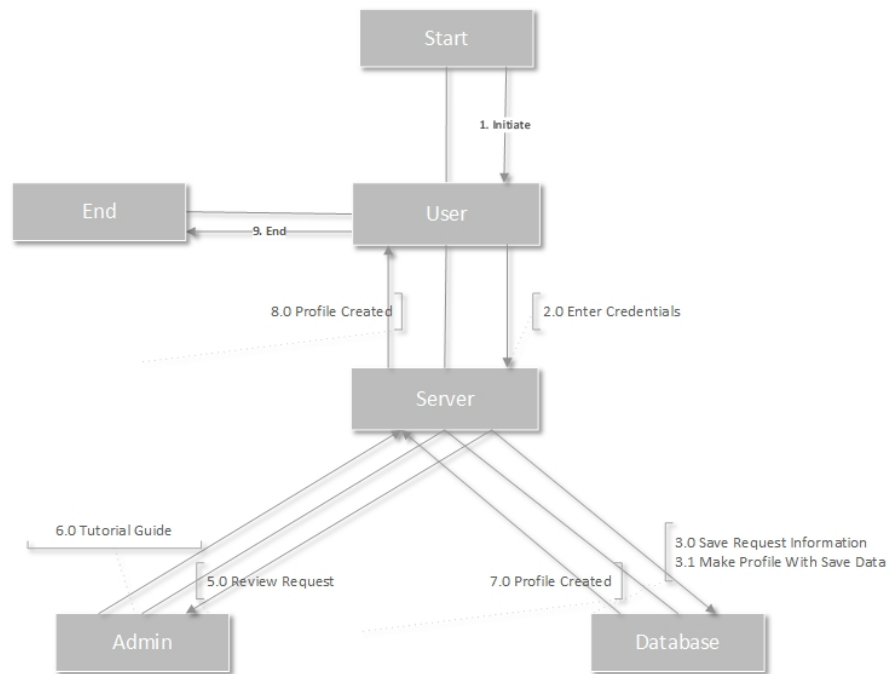 Start
1. Initiate
End
User
9. End
8.0 Profile Created
2.0 Enter Credentials
Server
6.0 Tutorial Guide
3.0 Save Request Information
3.1 Make Profile With Save Data
5.0 Review Request
7.0 Profile Created
Admin
Database